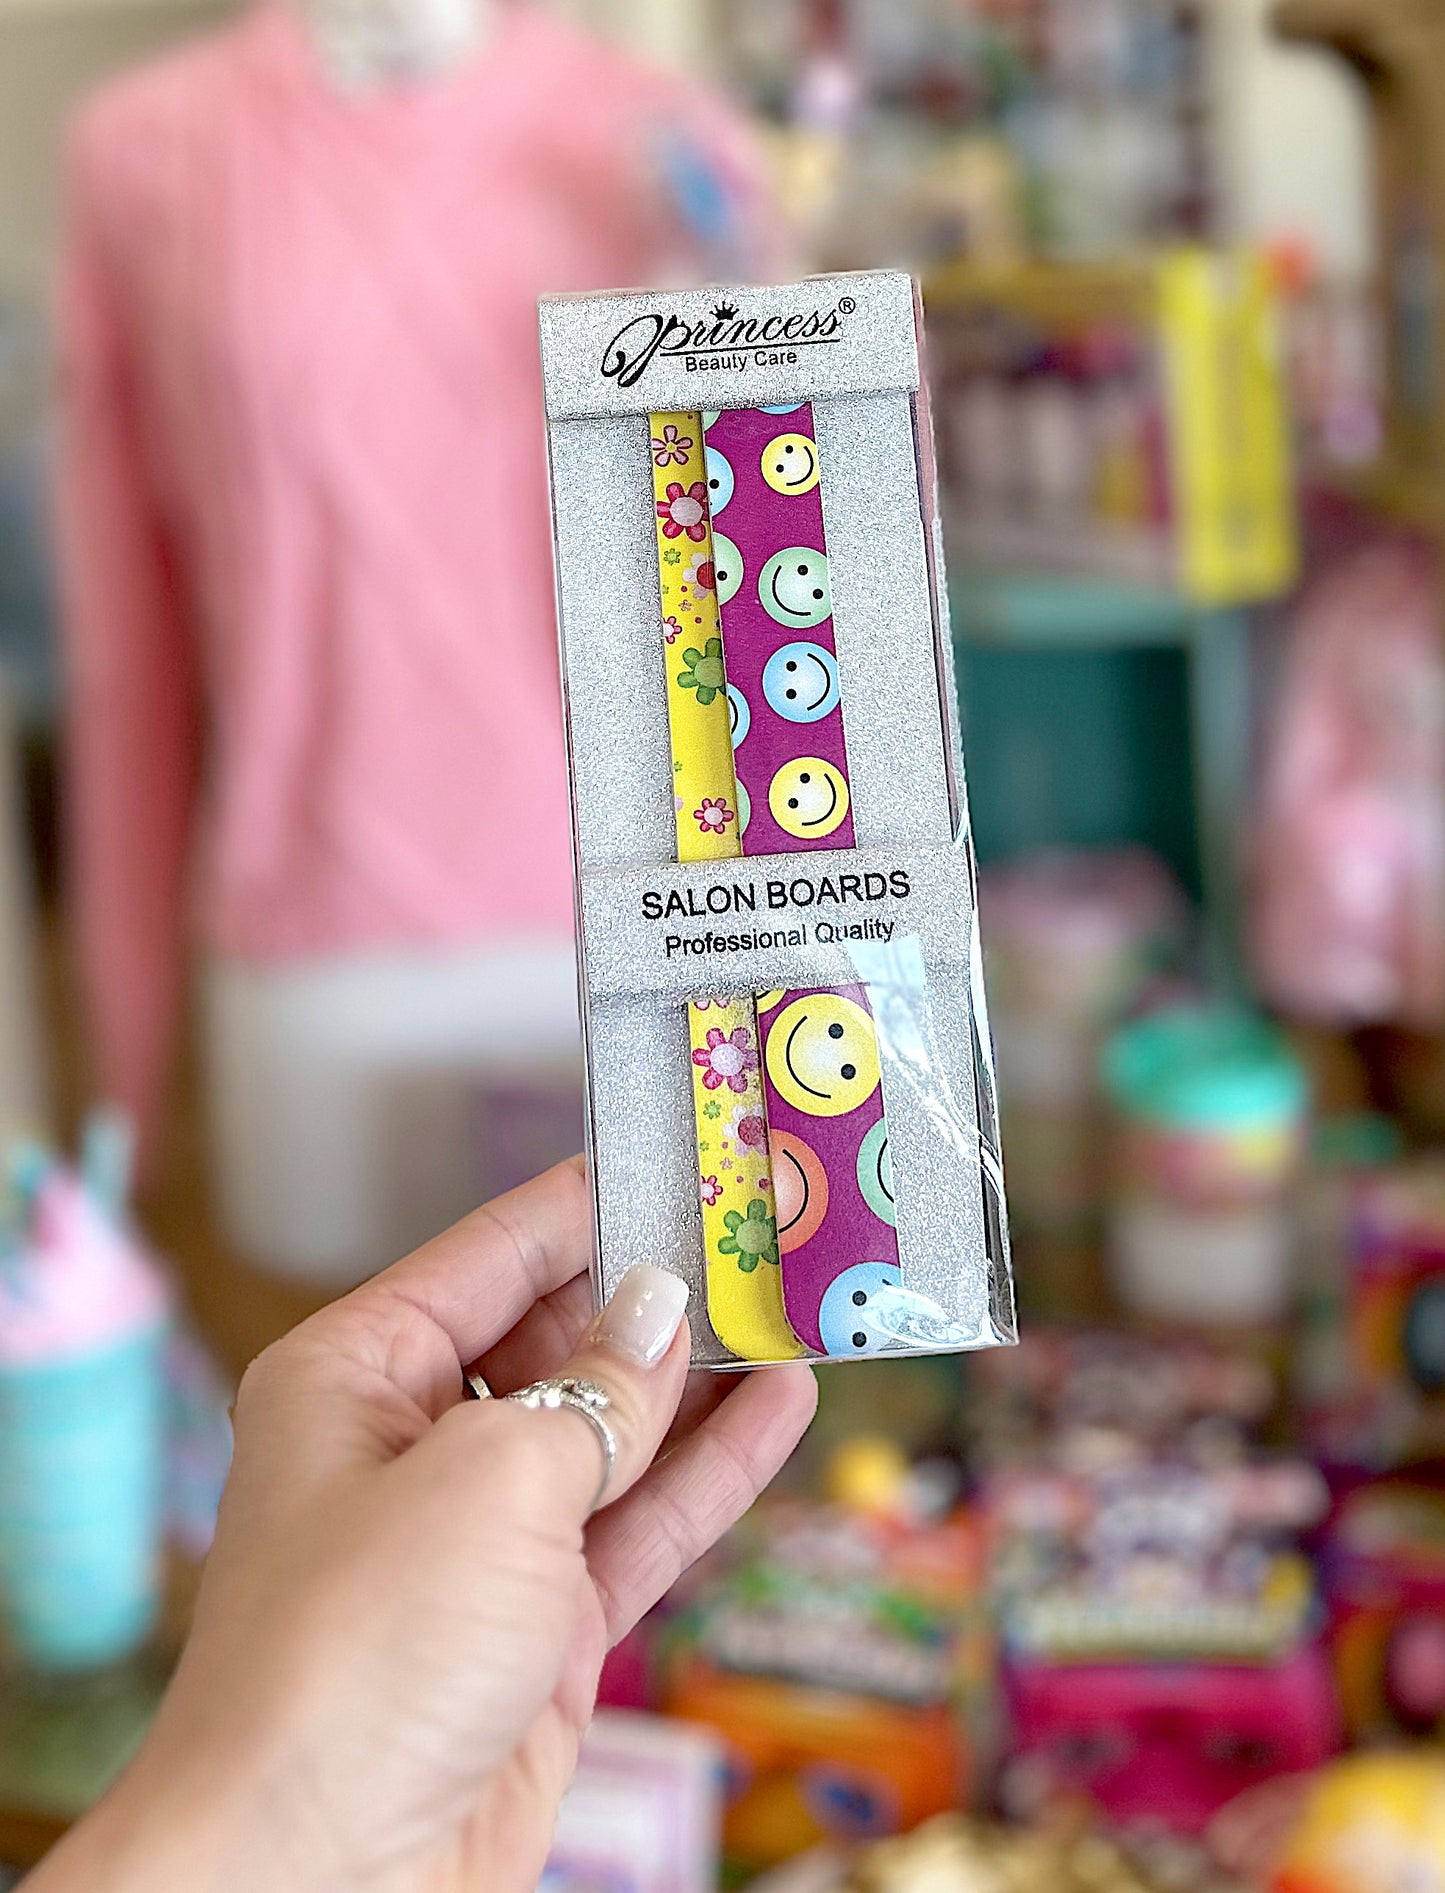 Princess®
Beauty Care
SALON BOARDS
Professional Quality